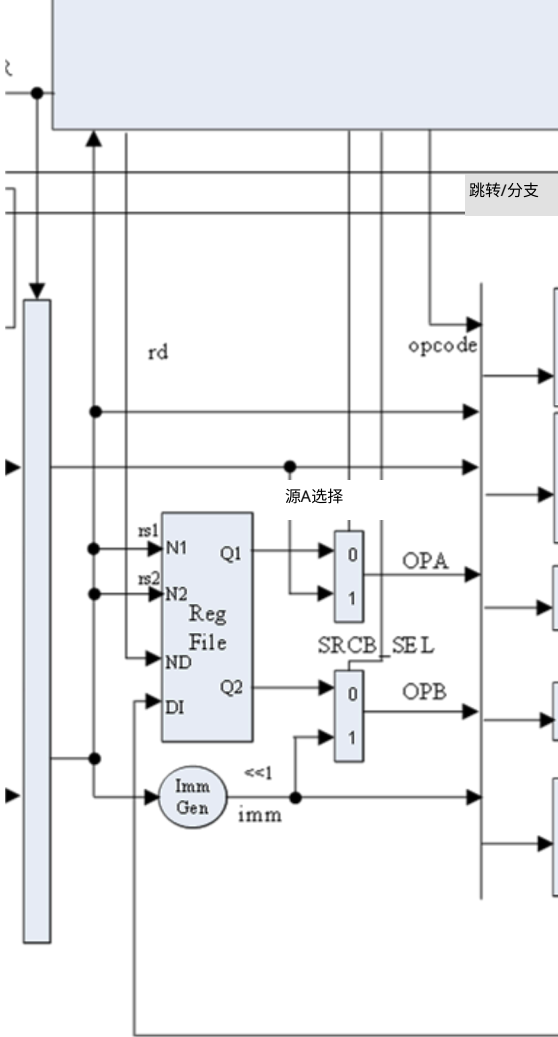 跳转/分支
opcode
rd
源A选择
rs1
N1
Q1
0
OPA
rs2
N2
1
Reg
File
SRCB_SEL
ND
Q2
0
OPB
DI
1
<<1
Imm
Gen
imm